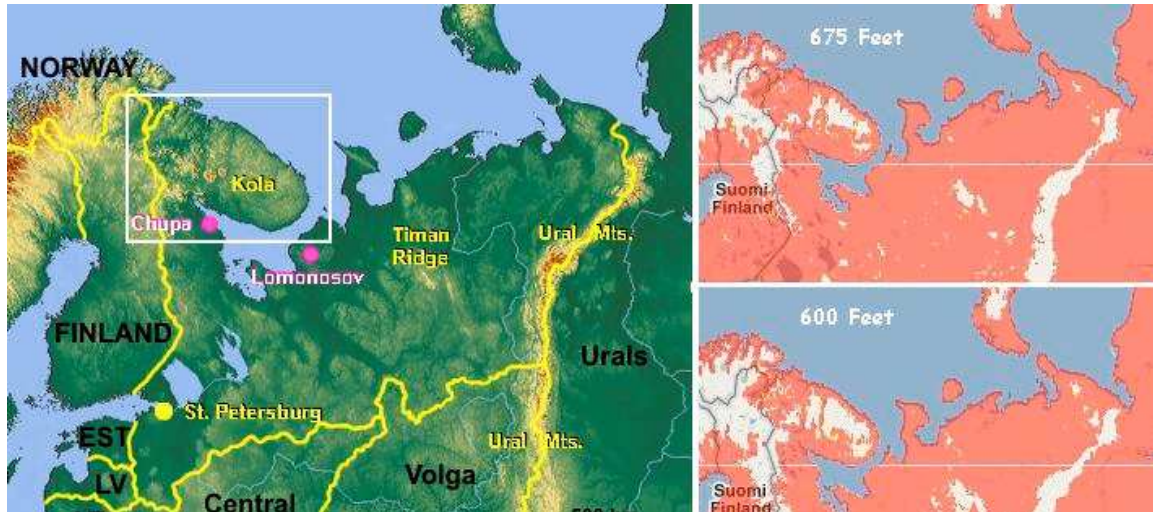 NORWAY
Kola
Chupa
Lomonosov
Timan
Ridge
Ural Mts.
FINLAND
Urals
St. Petersburg
EST
LV
Ural Mts.
Volga
Central
675 Feet
Suomi
Finland
600 Feet
Suomi
Finland